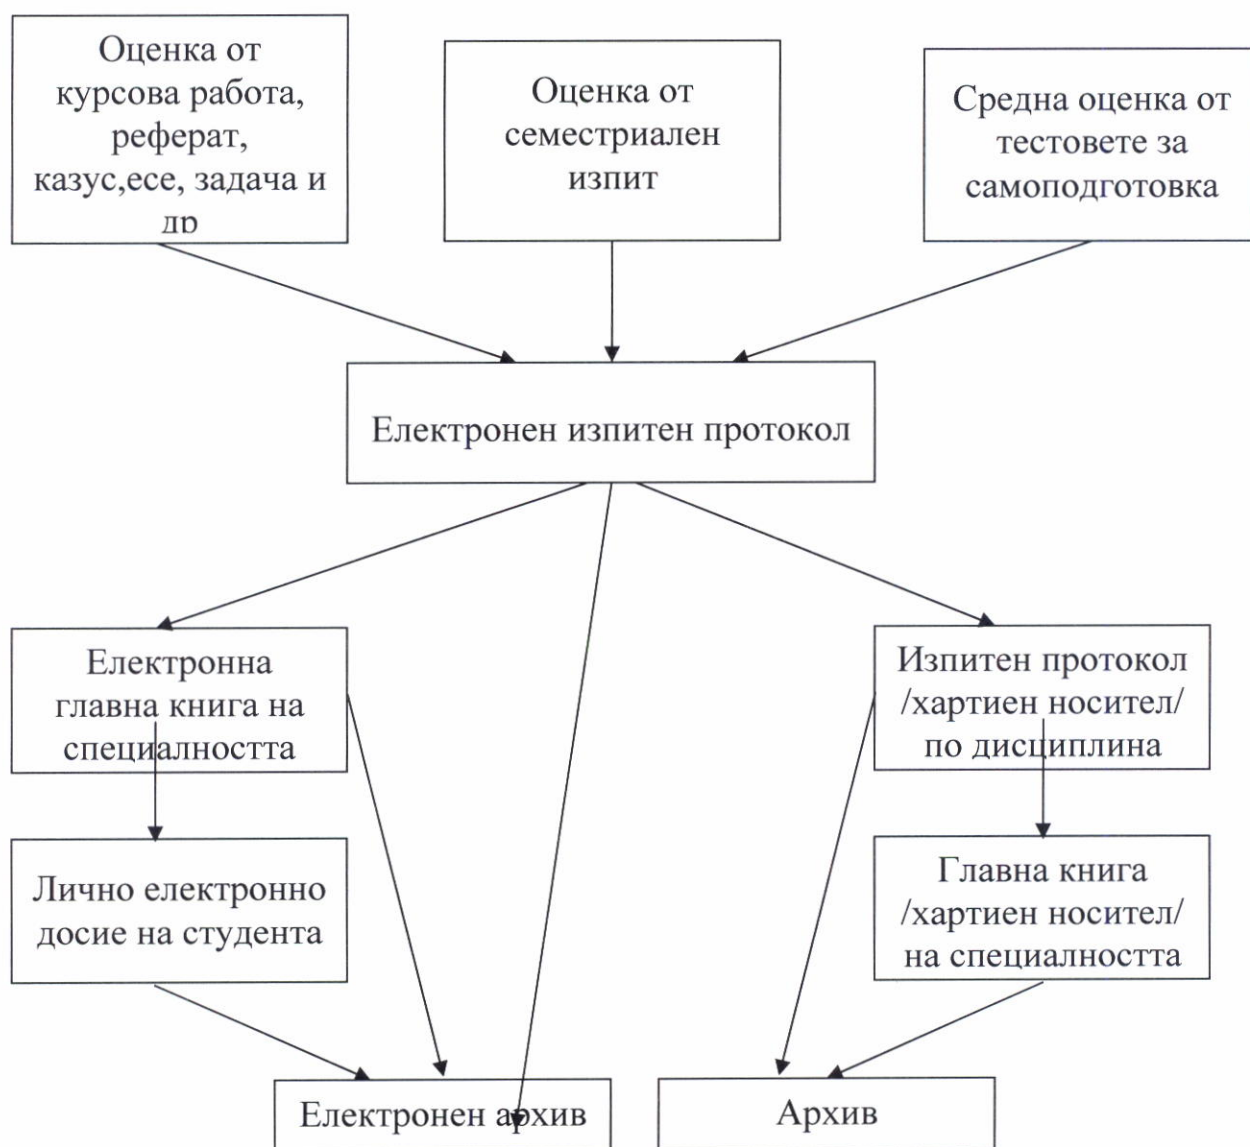 Оценка от
курсова работа,
реферат,
казус,есе, задача и
др
Оценка от
семестриален
изпит
Средна оценка от
тестовете за
самоподготовка
Електронен изпитен протокол
Електронна
главна книга на
специалността
Изпитен протокол
/хартиен носител/
по дисциплина
Лично електронно
досие на студента
Главна книга
/хартиен носител/
на специалността
Електронен архив
Архив